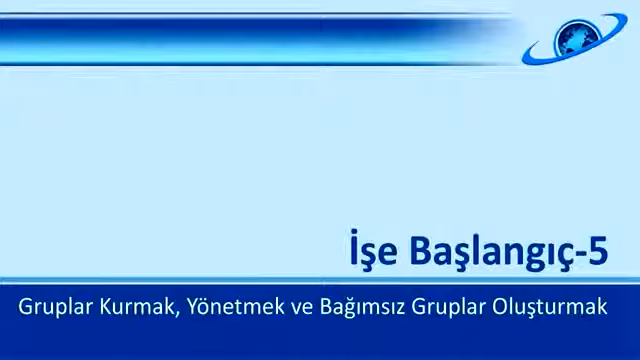 İşe Başlangıç-5
Gruplar Kurmak, Yönetmek ve Bağımsız Gruplar Oluşturmak